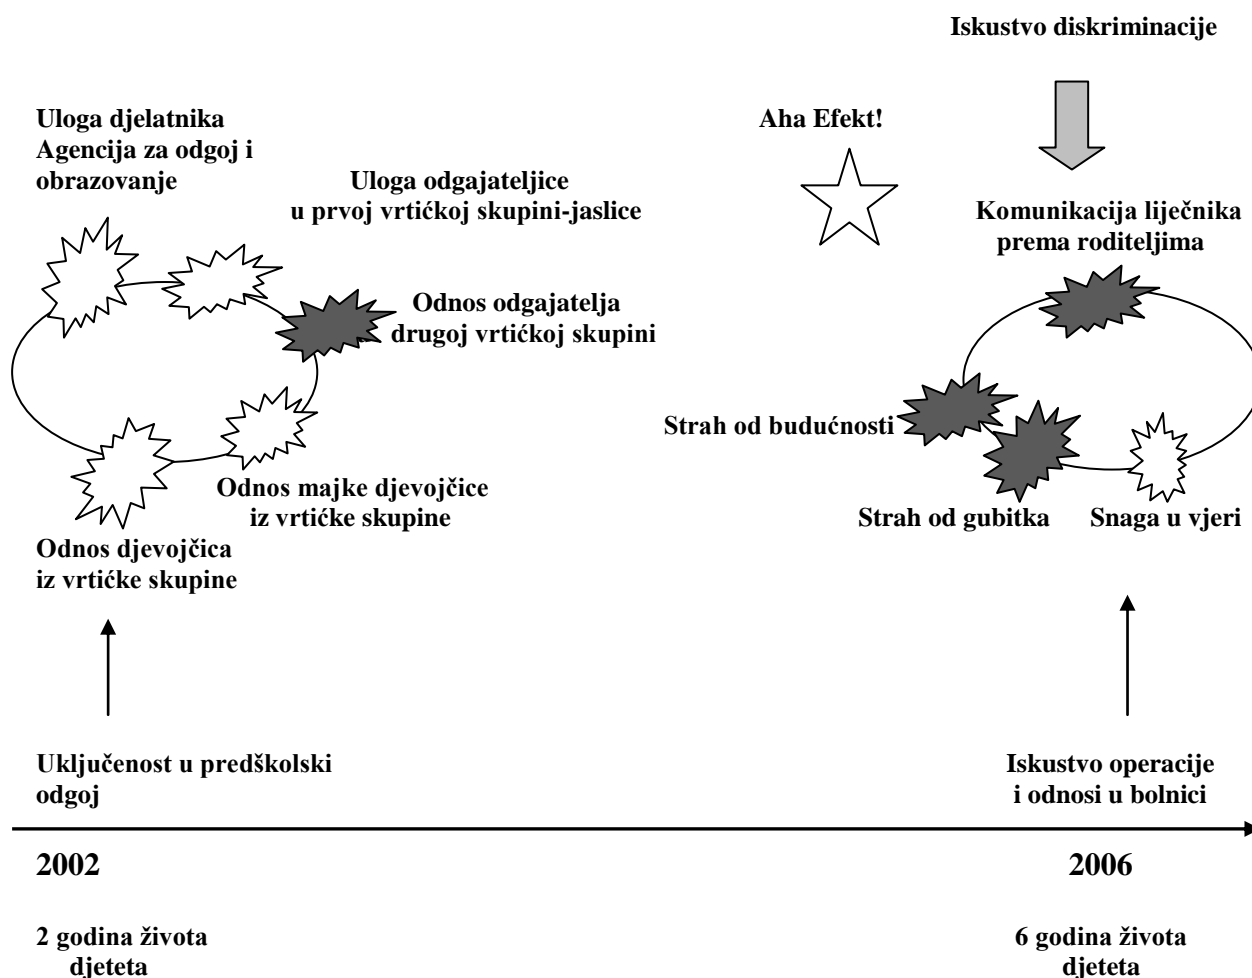 Iskustvo diskriminacije
Uloga djelatnika
Agencija za odgoj i
obrazovanje
Aha Efekt!
Uloga odgajateljice
u prvoj vrtićkoj skupini-jaslice
Komunikacija liječnika
prema roditeljima
Odnos odgajatelja
drugoj vrtićkoj skupini
Strah od budućnosti
Odnos majke djevojčice
iz vrtićke skupine
Strah od gubitka
Snaga u vjeri
Odnos djevojčica
iz vrtićke skupine
Uključenost u predškolski
odgoj
Iskustvo operacije
i odnosi u bolnici
2002
2006
2 godina života
djeteta
6 godina života
djeteta